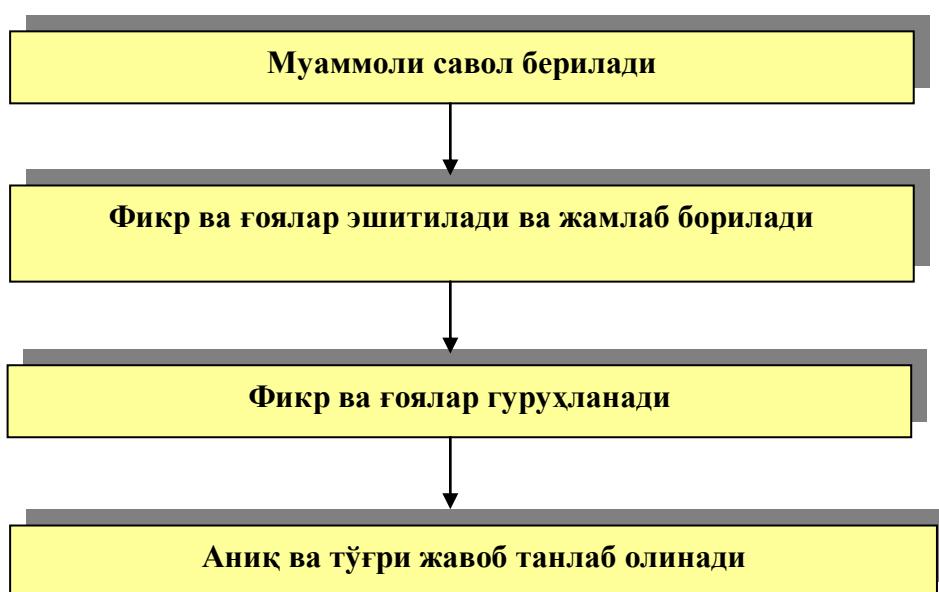 Муаммоли савол берилади
Фикр ва ғоялар эшитилади ва жамлаб борилади
Фикр ва ғоялар гуруҳланади
Аниқ ва тўғри жавоб танлаб олинади